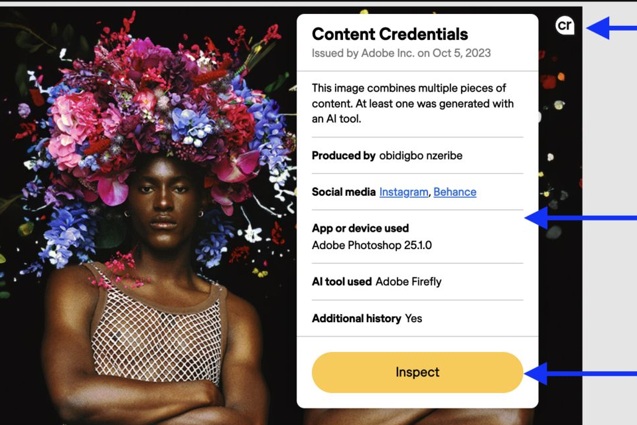 cr
Content Credentials
Issued by Adobe Inc. on Oct 5, 2023
This image combines multiple pieces of
content. At least one was generated with
an AI tool.
Produced by obidigbo nzeribe
Social media Instagram, Behance
App or device used
Adobe Photoshop 25.1.0
AI tool used Adobe Firefly
Additional history Yes
Inspect